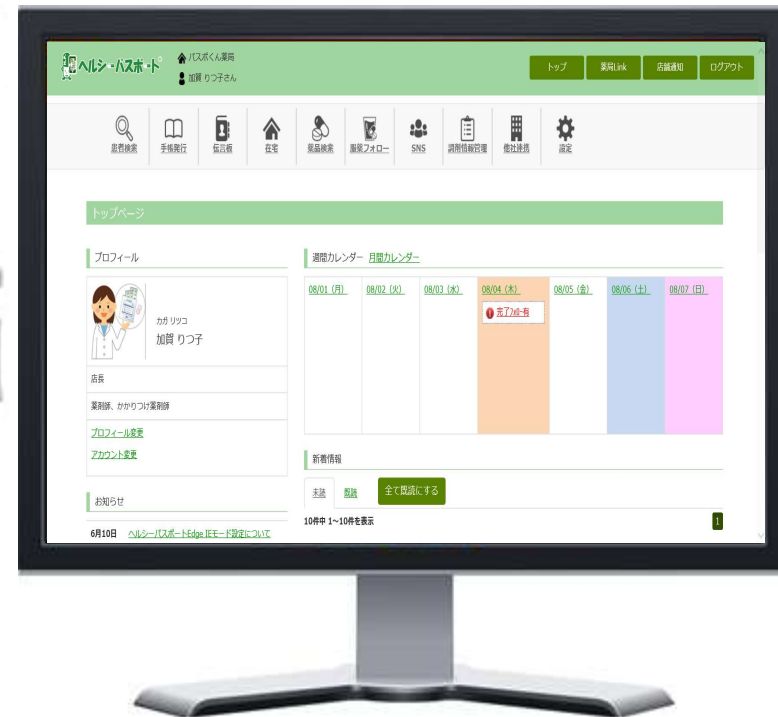 ヘルシーパスポート
パスポくん薬局
加賀 りつ子さん
トップ
薬局Link
店舗通知
ログアウト
患者検索
手帳発行
伝言板
在宅
薬品検索
服薬フォロー
SNS
調剤情報管理
他社連携
設定
トップページ
プロフィール
カガ リツコ
加賀 りつ子
店長
薬剤師、かかりつけ薬剤師
プロフィール変更
アカウント変更
お知らせ
6月10日 ヘルシーパスポートEdge IEモード設定について
週間カレンダー 月間カレンダー
08/01 (月) 08/02 (火) 08/03 (水) 08/04 (木) 08/05 (金) 08/06 (土) 08/07 (日)
完了フォロー有
新着情報
未読 既読 全て既読にする
10件中 1~10件を表示
1